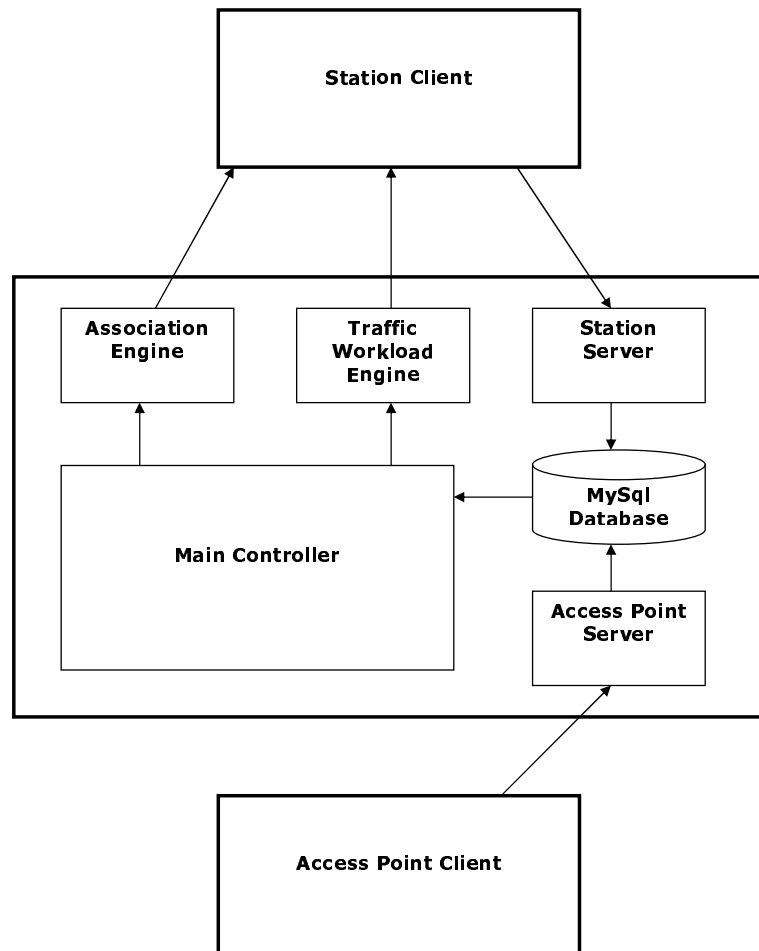 Station Client
Association
Engine
Traffic
Workload
Engine
Station
Server
MySql
Database
Main Controller
Access Point
Server
Access Point Client